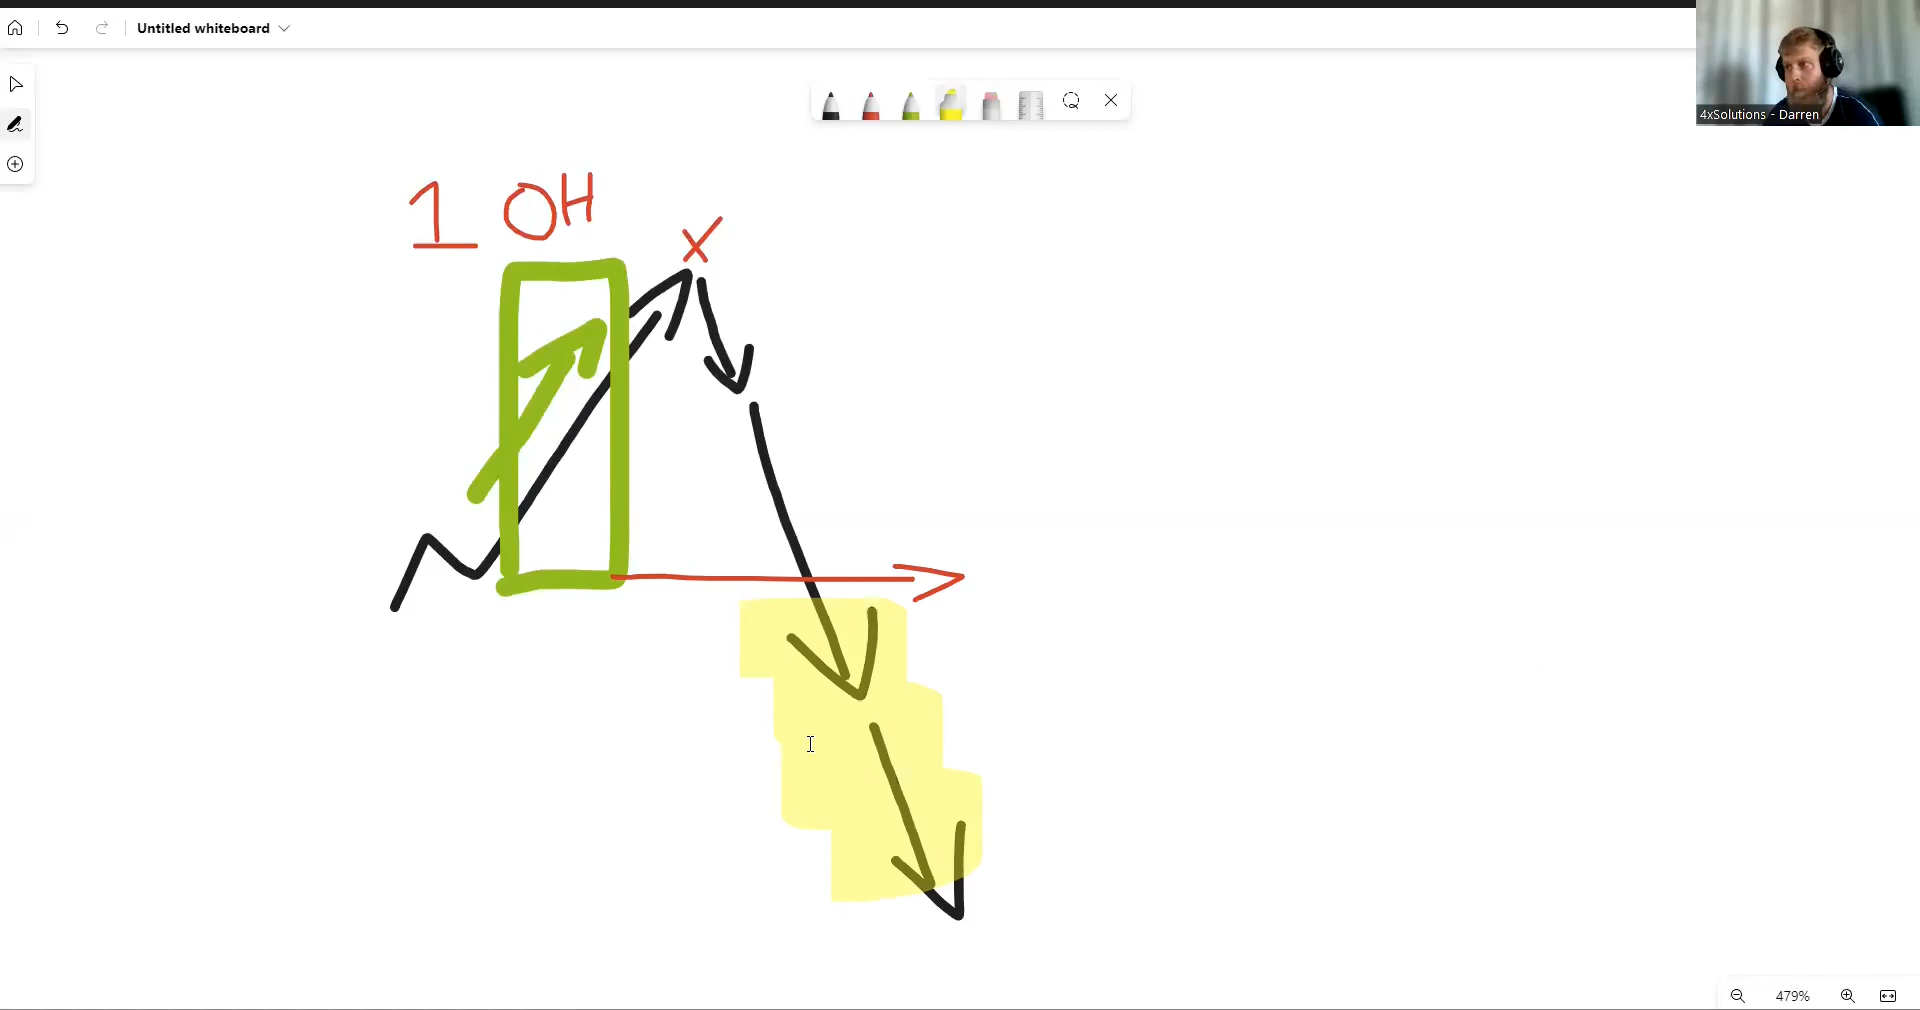 Untitled whiteboard
4xSolutions - Darren
1 OH
X
479%